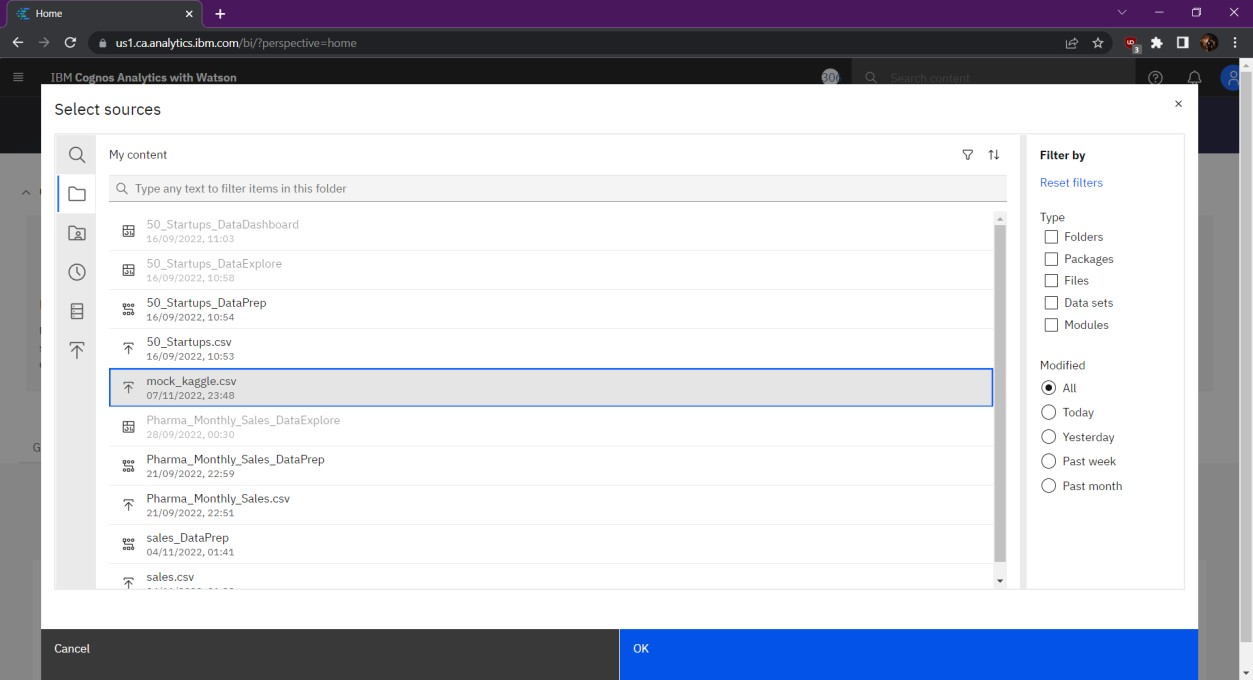 Home
us1.ca.analytics.ibm.com/bi/?perspective=home
3
IBM Cognos Analytics with Watson
Search content
Select sources
My content
Type any text to filter items in this folder
50_Startups_DataDashboard
16/09/2022, 11:03
50_Startups_DataExplore
16/09/2022, 10:58
50_Startups_DataPrep
16/09/2022, 10:54
50_Startups.csv
16/09/2022, 10:53
mock_kaggle.csv
07/11/2022, 23:48
Pharma_Monthly_Sales_DataExplore
28/09/2022, 00:30
Pharma_Monthly_Sales_DataPrep
21/09/2022, 22:59
Pharma_Monthly_Sales.csv
21/09/2022, 22:51
sales_DataPrep
04/11/2022, 01:41
sales.csv
Filter by
Reset filters
Type
Folders
Packages
Files
Data sets
Modules
Modified
All
Today
Yesterday
Past week
Past month
Cancel
OK